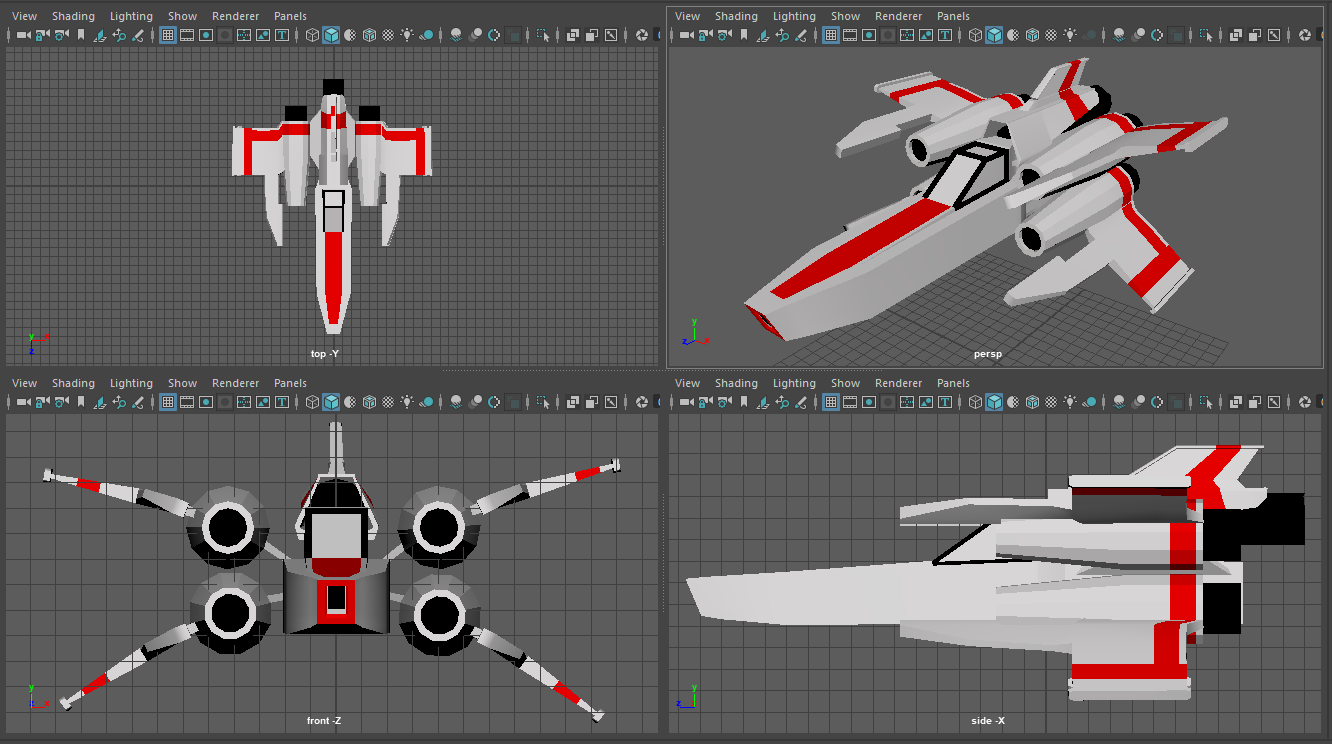 View Shading Lighting Show Renderer Panels
View Shading Lighting Show Renderer Panels
top -Y
persp
y x z
y z x
View Shading Lighting Show Renderer Panels
View Shading Lighting Show Renderer Panels
front -Z
side -X
y z x
y z